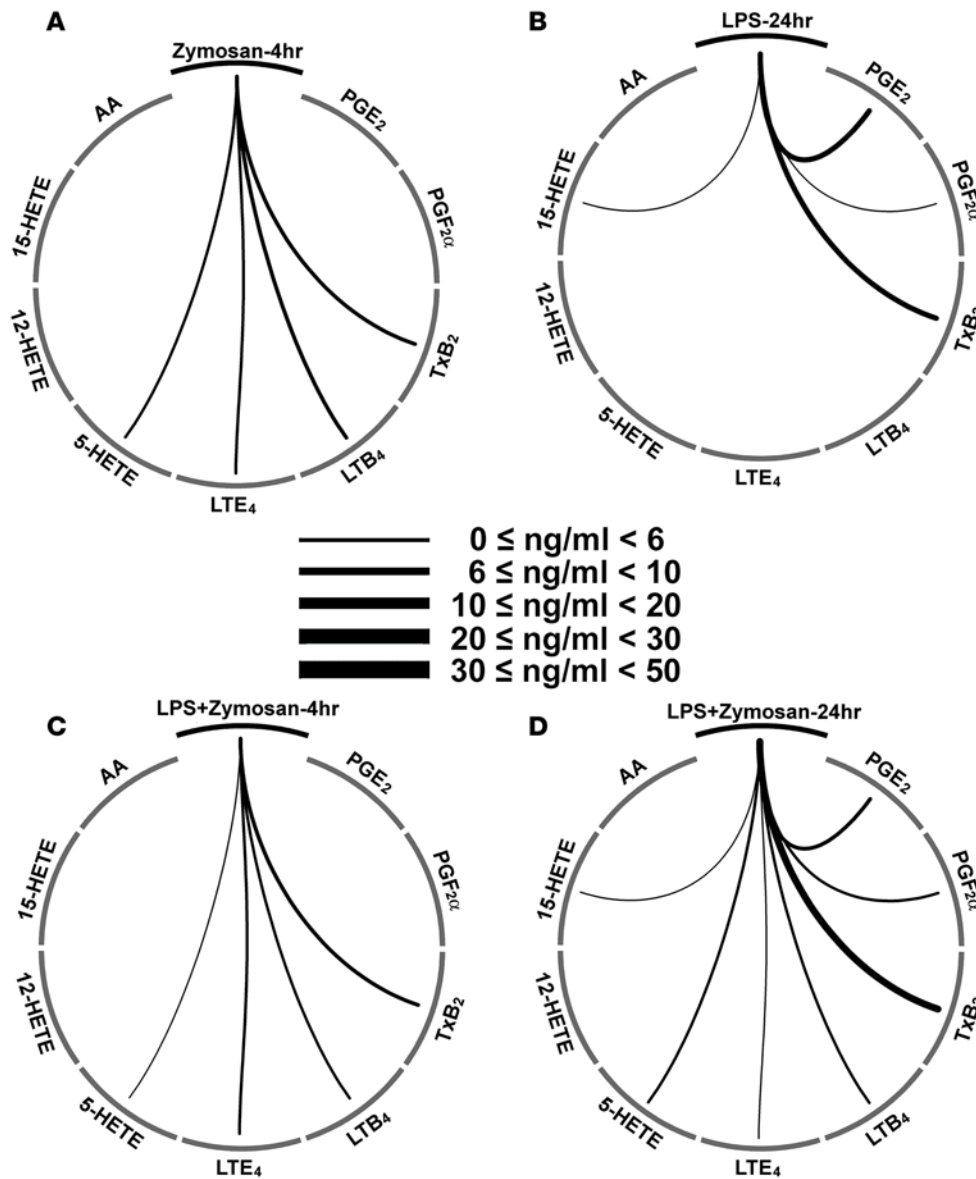 A
Zymosan-4hr
AA
PGE₂
15-HETE
PGF₂α
12-HETE
TxB₂
5-HETE
LTB₄
LTE₄
B
LPS-24hr
AA
PGE₂
15-HETE
PGF₂α
12-HETE
TxB₂
5-HETE
LTB₄
LTE₄
0 ≤ ng/ml < 6
6 ≤ ng/ml < 10
10 ≤ ng/ml < 20
20 ≤ ng/ml < 30
30 ≤ ng/ml < 50
C
LPS+Zymosan-4hr
AA
PGE₂
15-HETE
PGF₂α
12-HETE
TxB₂
5-HETE
LTB₄
LTE₄
D
LPS+Zymosan-24hr
AA
PGE₂
15-HETE
PGF₂α
12-HETE
TxB₂
5-HETE
LTB₄
LTE₄